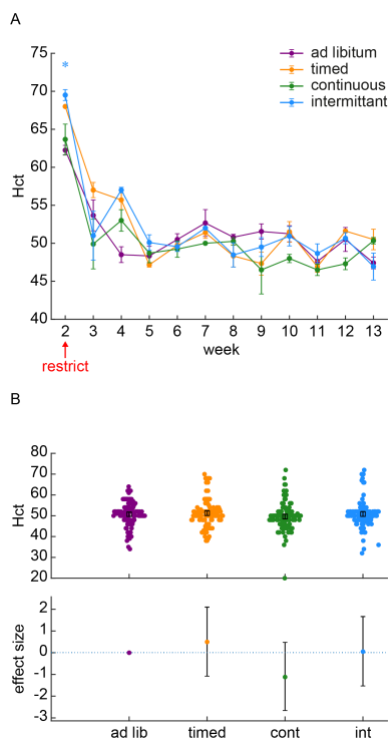 A
75
70
65
60
55
50
45
40
Hct
*
ad libitum
timed
continuous
intermittant
2 3 4 5 6 7 8 9 10 11 12 13
week
restrict
B
80
60
50
40
20
Hct
2
1
0
-1
-2
-3
effect size
ad lib timed cont int